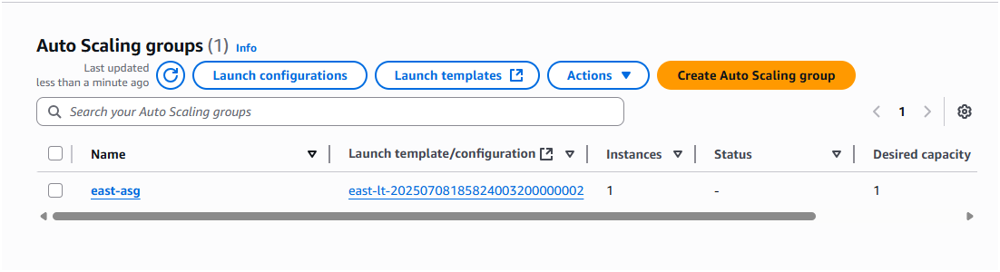 Auto Scaling groups (1) Info
Last updated
less than a minute ago
Launch configurations Launch templates Actions Create Auto Scaling group
Search your Auto Scaling groups
1
Name Launch template/configuration Instances Status Desired capacity
east-asg east-lt-20250708185824003200000002 1 - 1